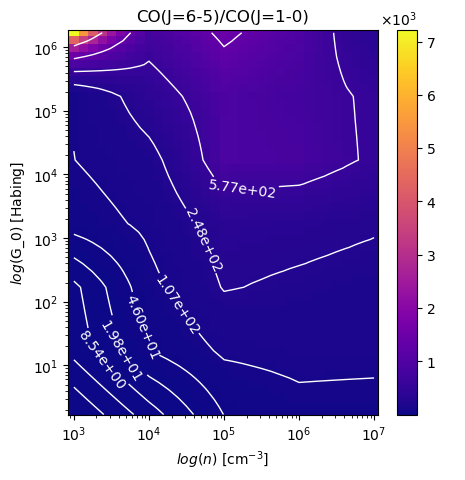 CO(J=6-5)/CO(J=1-0)
×10³
10⁶
10⁵
10⁴
10³
10²
10¹
log(G_0) [Habing]
5.77e+02
2.48e+02
1.07e+02
4.60e+01
1.98e+01
8.54e+00
10³ 10⁴ 10⁵ 10⁶ 10⁷
log(n) [cm⁻³]
7
6
5
4
3
2
1